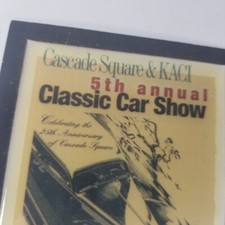 Cascade Square & KACI
5th annual
Classic Car Show
Celebrating the
25th Anniversary
of Cascade Square